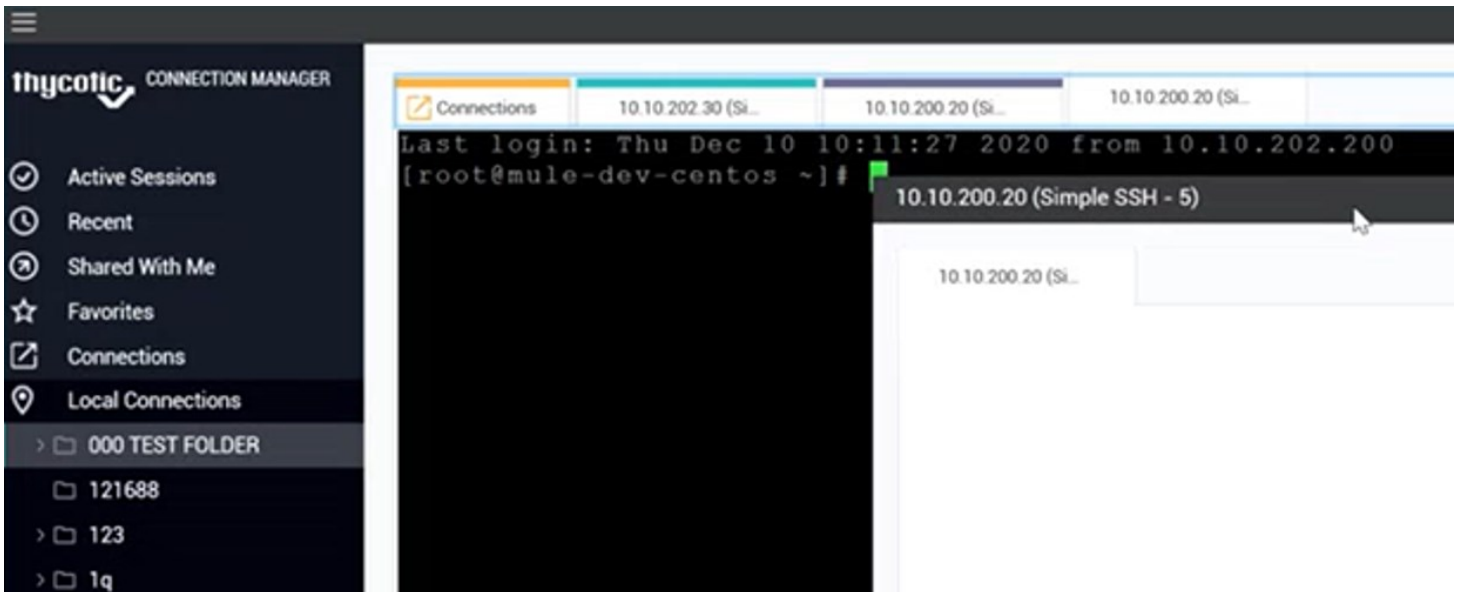 thycotic CONNECTION MANAGER
Active Sessions
Recent
Shared With Me
Favorites
Connections
Local Connections
000 TEST FOLDER
121688
123
1q
Connections
10.10.202.30 (Si...
10.10.200.20 (Si...
10.10.200.20 (Si...
Last login: Thu Dec 10 10:11:27 2020 from 10.10.202.200
[root@mule-dev-centos ~]#
10.10.200.20 (Simple SSH - 5)
10.10.200.20 (Si...